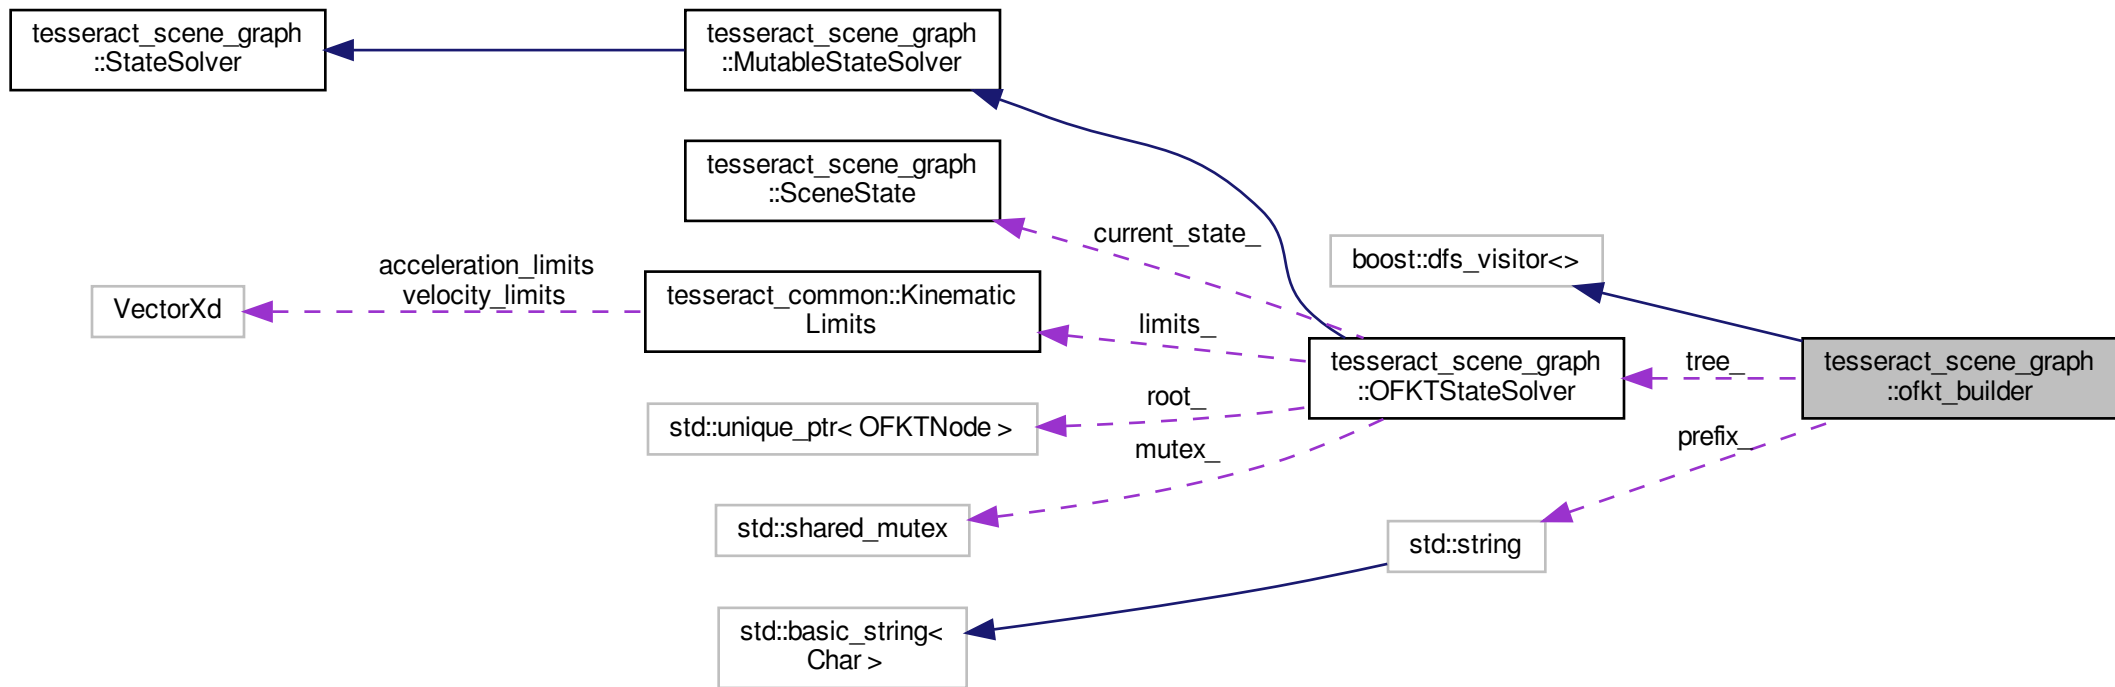 tesseract_scene_graph
::StateSolver
tesseract_scene_graph
::MutableStateSolver
tesseract_scene_graph
::SceneState
current_state_
boost::dfs_visitor<>
acceleration_limits
velocity_limits
VectorXd
tesseract_common::Kinematic
Limits
limits_
tesseract_scene_graph
::OFKTStateSolver
tree_
tesseract_scene_graph
::ofkt_builder
root_
std::unique_ptr< OFKTNode >
mutex_
prefix_
std::shared_mutex
std::string
std::basic_string<
Char >